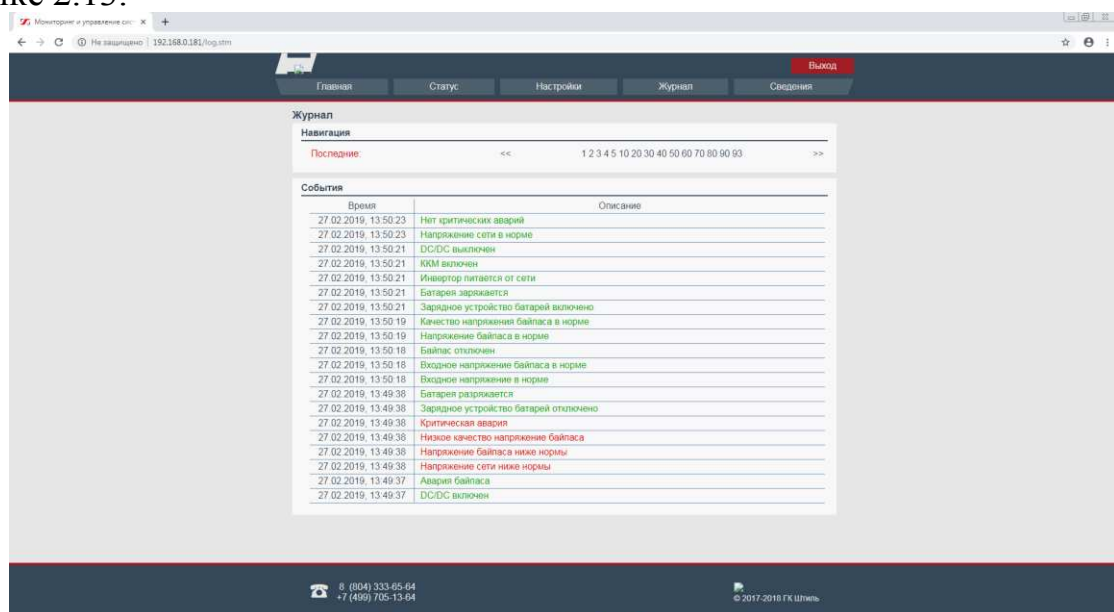 Мониторинг и управление сис
Не защищено 192.168.0.181/log.stm
Выход
Главная Статус Настройки Журнал Сведения
Журнал
Навигация
Последние: << 1 2 3 4 5 10 20 30 40 50 60 70 80 90 93 >>
События
Время Описание
27.02.2019, 13:50:23 Нет критических аварий
27.02.2019, 13:50:23 Напряжение сети в норме
27.02.2019, 13:50:21 DC/DC выключен
27.02.2019, 13:50:21 ККМ включен
27.02.2019, 13:50:21 Инвертор питается от сети
27.02.2019, 13:50:21 Батарея заряжается
27.02.2019, 13:50:21 Зарядное устройство батарей включено
27.02.2019, 13:50:19 Качество напряжения байпаса в норме
27.02.2019, 13:50:19 Напряжение байпаса в норме
27.02.2019, 13:50:18 Байпас отключен
27.02.2019, 13:50:18 Входное напряжение байпаса в норме
27.02.2019, 13:50:18 Входное напряжение в норме
27.02.2019, 13:49:38 Батарея разряжается
27.02.2019, 13:49:38 Зарядное устройство батарей отключено
27.02.2019, 13:49:38 Критическая авария
27.02.2019, 13:49:38 Низкое качество напряжение байпаса
27.02.2019, 13:49:38 Напряжение байпаса ниже нормы
27.02.2019, 13:49:38 Напряжение сети ниже нормы
27.02.2019, 13:49:37 Авария байпаса
27.02.2019, 13:49:37 DC/DC включен
8 (804) 333-65-64
+7 (499) 705-13-64
© 2017-2018 ГК Штиль